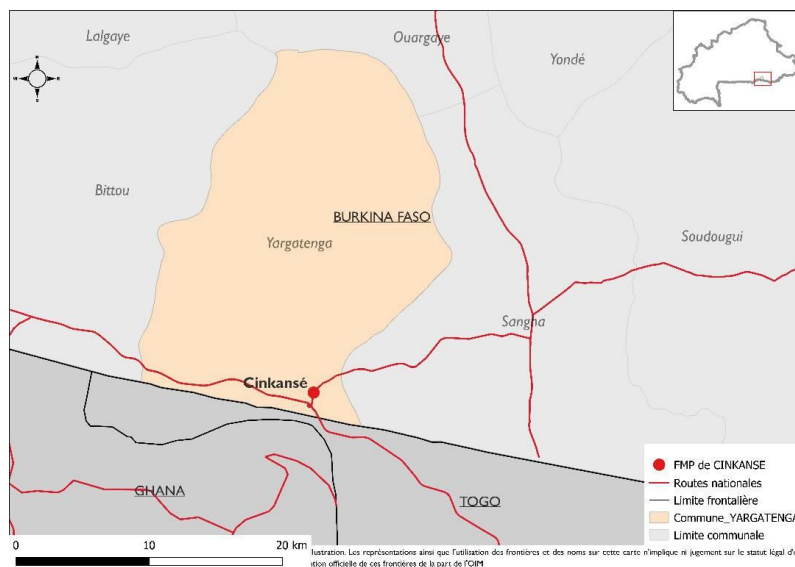 Lalgaye
Ouargaye
Yondé
Bittou
BURKINA FASO
Yargatenga
Soudougui
Sangha
Cinkansé
GHANA
TOGO
FMP de CINKANSE
Routes nationales
Limite frontalière
Commune_YARGATENGA
Limite communale
0 10 20 km
llustration. Les représentations ainsi que l'utilisation des frontières et des noms sur cette carte n'implique ni jugement sur le statut légal d'
tion officielle de ces frontières de la part de l'OIM